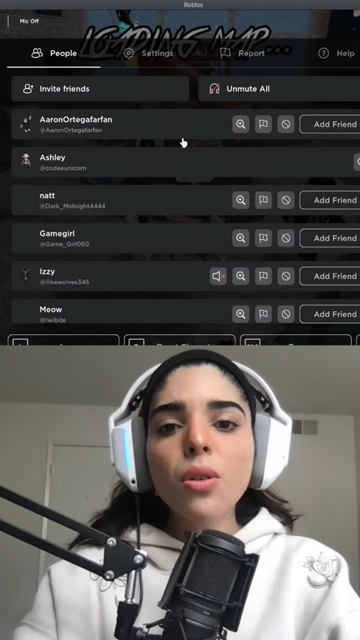 Roblox
Mic Off
LOADING MAP...
People
Settings
Report
Help
Invite friends
Unmute All
AaronOrtegafarfan
@AaronOrtegafarfan
Add Friend
Ashley
@codeeunicorn
natt
@Dark_Midnight4444
Add Friend
Gamegirl
@Game_Girl050
Add Friend
Izzy
@likewolves345
Add Friend
Meow
@lwibite
Add Friend